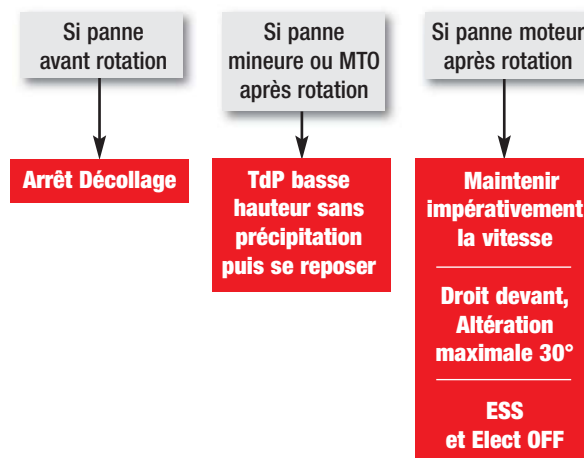 Si panne
avant rotation
Arrêt Décollage
Si panne
mineure ou MTO
après rotation
TdP basse
hauteur sans
précipitation
puis se reposer
Si panne moteur
après rotation
Maintenir
impérativement
la vitesse
Droit devant,
Altération
maximale 30°
ESS
et Elect OFF